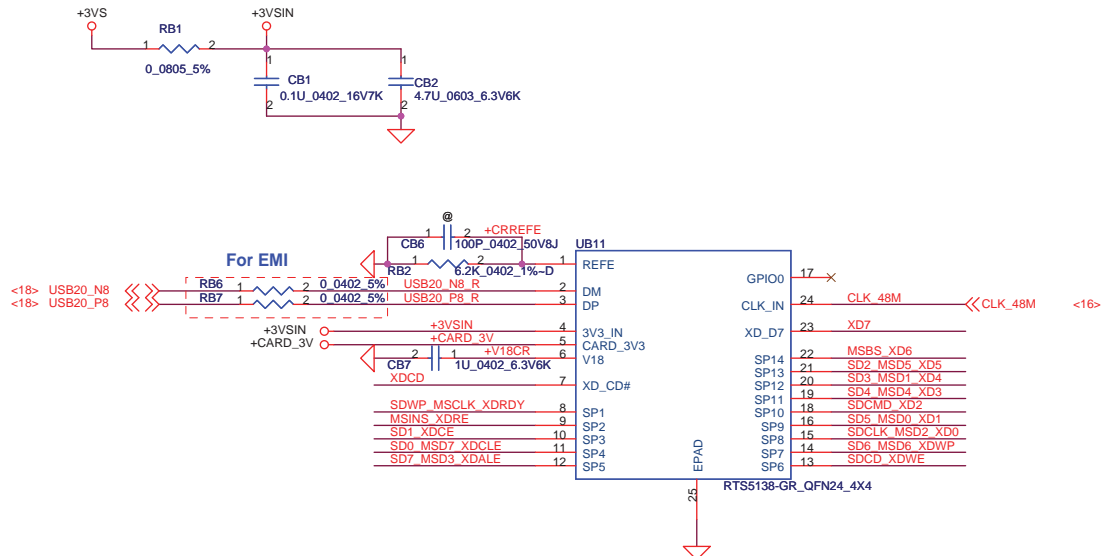 +3VS +3VSIN
RB1
1 2
0_0805_5%
1 1
CB1 CB2
0.1U_0402_16V7K 4.7U_0603_6.3V6K
2 2
@
1 2 +CRREFE
CB6 100P_0402_50V8J UB11
For EMI
RB2 1 2 6.2K_0402_1%~D 1 REFE
GPIO0 17
<18> USB20_N8 RB6 1 2 0_0402_5% USB20_N8_R 2 DM
<18> USB20_P8 RB7 1 2 0_0402_5% USB20_P8_R 3 DP
CLK_IN 24 CLK_48M CLK_48M <16>
+3VSIN +3VSIN 4 3V3_IN
XD_D7 23 XD7
+CARD_3V +CARD_3V 5 CARD_3V3
2 1 +V18CR 6 V18
CB7 1U_0402_6.3V6K
SP14 22 MSBS_XD6
SP13 21 SD2_MSD5_XD5
XDCD 7 XD_CD#
SP12 20 SD3_MSD1_XD4
SP11 19 SD4_MSD4_XD3
SDWP_MSCLK_XDRDY 8 SP1
SP10 18 SDCMD_XD2
MSINS_XDRE 9 SP2
SP9 16 SD5_MSD0_XD1
SD1_XDCE 10 SP3
SP8 15 SDCLK_MSD2_XD0
SD0_MSD7_XDCLE 11 SP4
SP7 14 SD6_MSD6_XDWP
SD7_MSD3_XDALE 12 SP5
SP6 13 SDCD_XDWE
EPAD
25
RTS5138-GR_QFN24_4X4